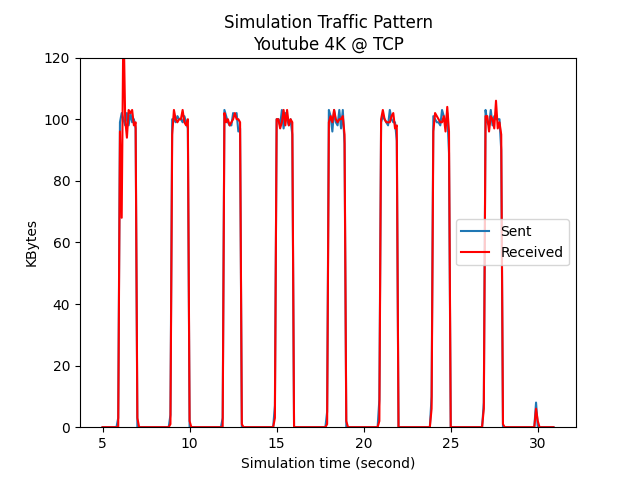 Simulation Traffic Pattern
Youtube 4K @ TCP
120
100
80
60
40
20
0
KBytes
Sent
Received
5 10 15 20 25 30
Simulation time (second)